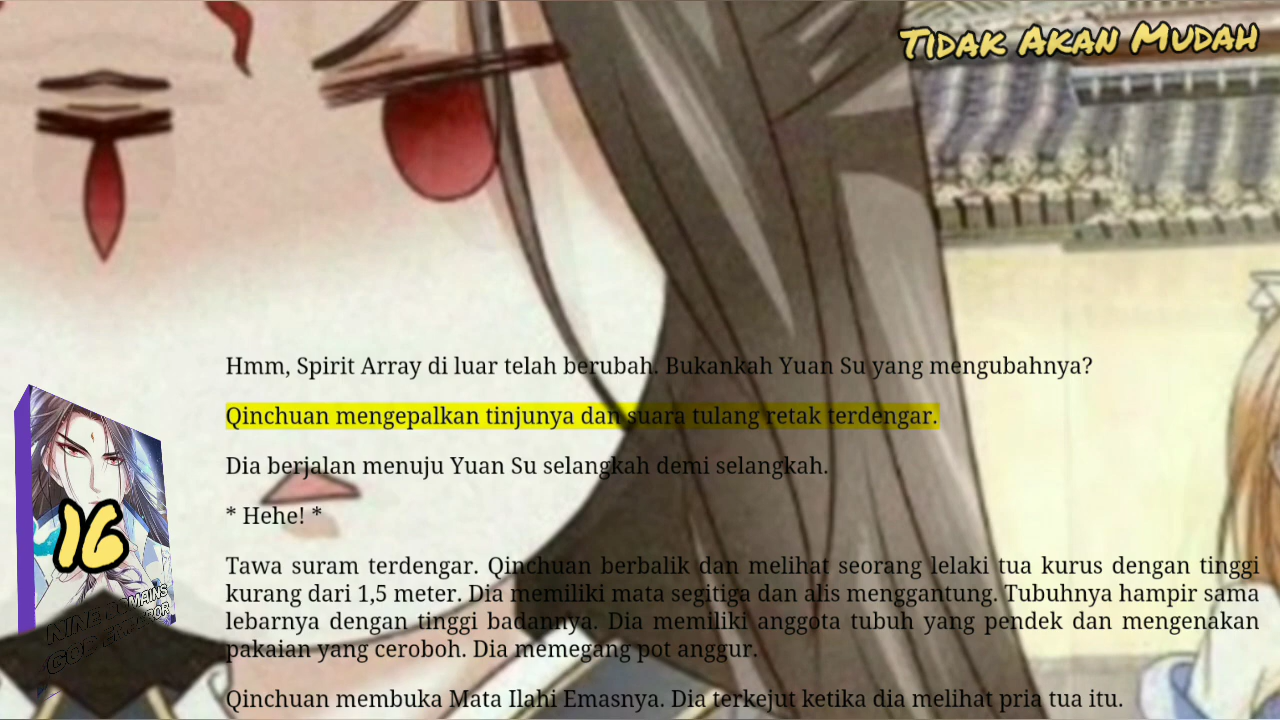 Tidak Akan Mudah
Hmm, Spirit Array di luar telah berubah. Bukankah Yuan Su yang mengubahnya?
Qinchuan mengepalkan tinjunya dan suara tulang retak terdengar.
Dia berjalan menuju Yuan Su selangkah demi selangkah.
* Hehe! *
Tawa suram terdengar. Qinchuan berbalik dan melihat seorang lelaki tua kurus dengan tinggi
kurang dari 1,5 meter. Dia memiliki mata segitiga dan alis menggantung. Tubuhnya hampir sama
lebarnya dengan tinggi badannya. Dia memiliki anggota tubuh yang pendek dan mengenakan
pakaian yang ceroboh. Dia memegang pot anggur.
Qinchuan membuka Mata Ilahi Emasnya. Dia terkejut ketika dia melihat pria tua itu.
16
NINE DOMAINS